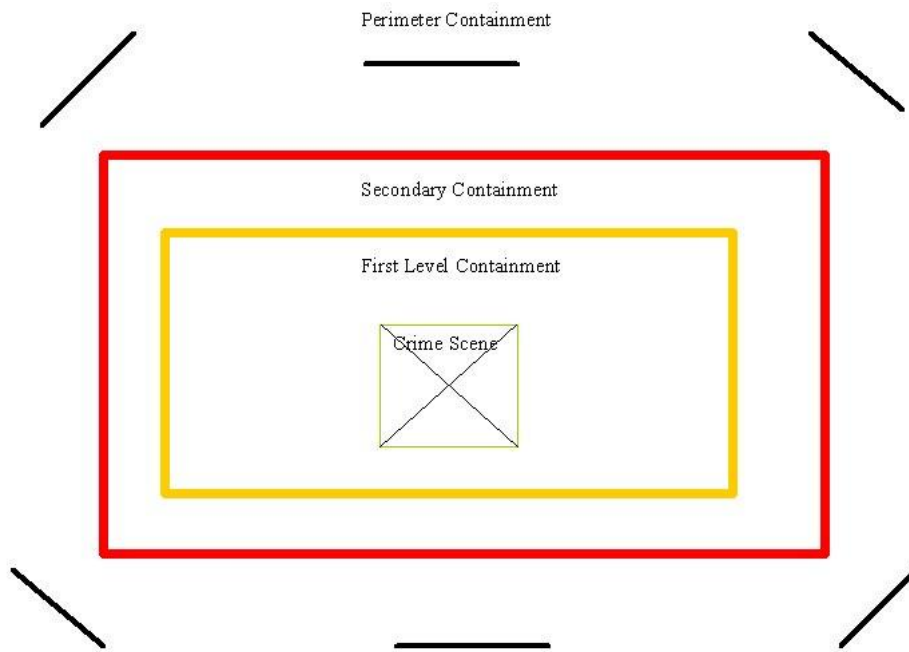 Perimeter Containment
Secondary Containment
First Level Containment
Crime Scene